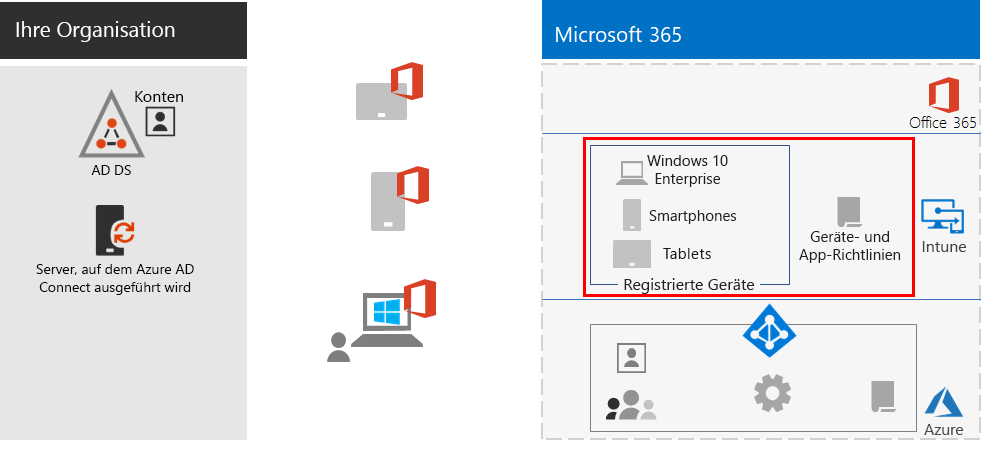 Ihre Organisation
Konten
AD DS
Server, auf dem Azure AD
Connect ausgeführt wird
Microsoft 365
Office 365
Windows 10
Enterprise
Smartphones
Tablets
Registrierte Geräte
Geräte- und
App-Richtlinien
Intune
Azure